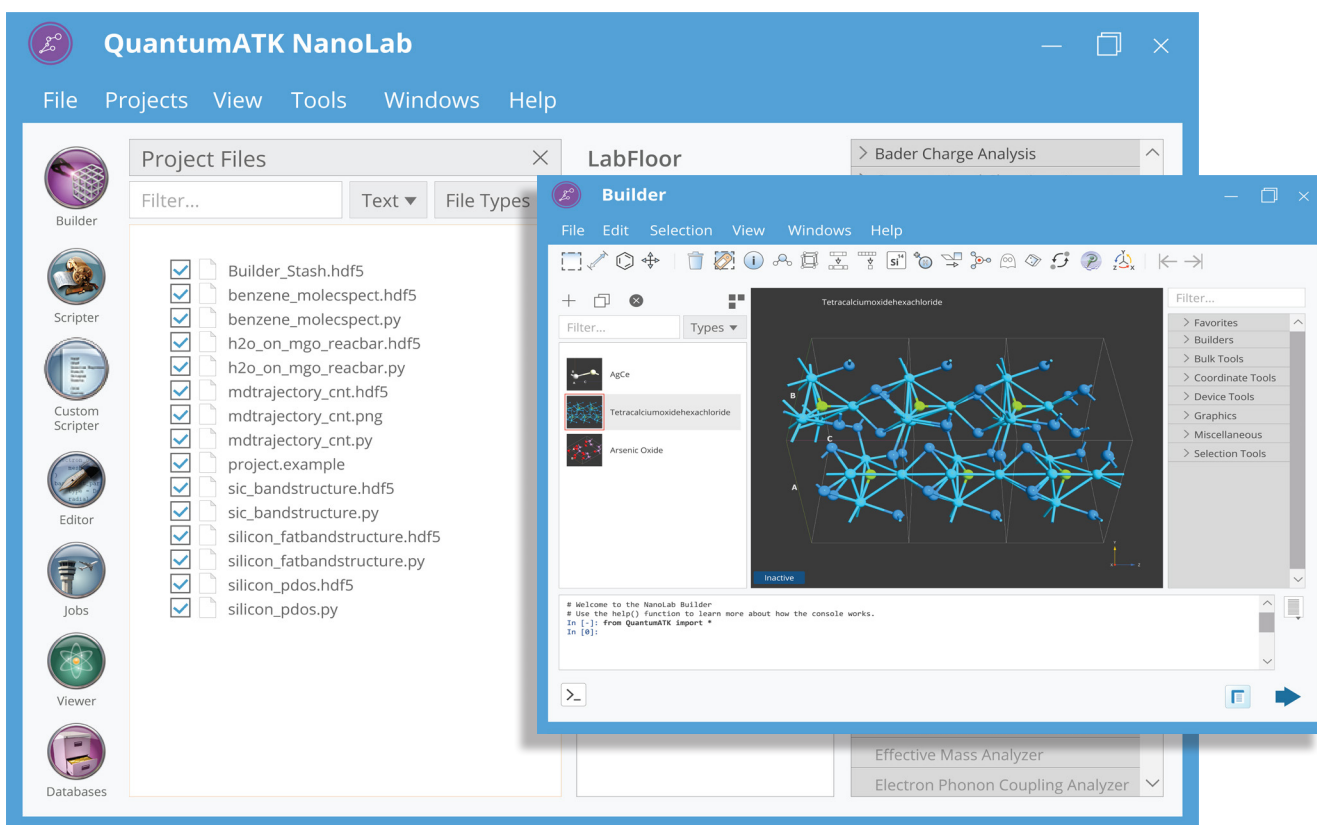 QuantumATK NanoLab
File Projects View Tools Windows Help
Builder
Scripter
Custom
Scripter
Editor
Jobs
Viewer
Databases
Project Files
Filter...
Text
File Types
Builder_Stash.hdf5
benzene_molecspect.hdf5
benzene_molecspect.py
h2o_on_mgo_reacbar.hdf5
h2o_on_mgo_reacbar.py
mdtrajectory_cnt.hdf5
mdtrajectory_cnt.png
mdtrajectory_cnt.py
project.example
sic_bandstructure.hdf5
sic_bandstructure.py
silicon_fatbandstructure.hdf5
silicon_fatbandstructure.py
silicon_pdos.hdf5
silicon_pdos.py
LabFloor
Bader Charge Analysis
Builder
File Edit Selection View Windows Help
Filter...
Types
AgCe
Tetracalciumoxidehexachloride
Arsenic Oxide
Tetracalciumoxidehexachloride
B
C
A
Inactive
Filter...
Favorites
Builders
Bulk Tools
Coordinate Tools
Device Tools
Graphics
Miscellaneous
Selection Tools
# Welcome to the NanoLab Builder
# Use the help() function to learn more about how the console works.
In [-]: from QuantumATK import *
In [0]:
Effective Mass Analyzer
Electron Phonon Coupling Analyzer